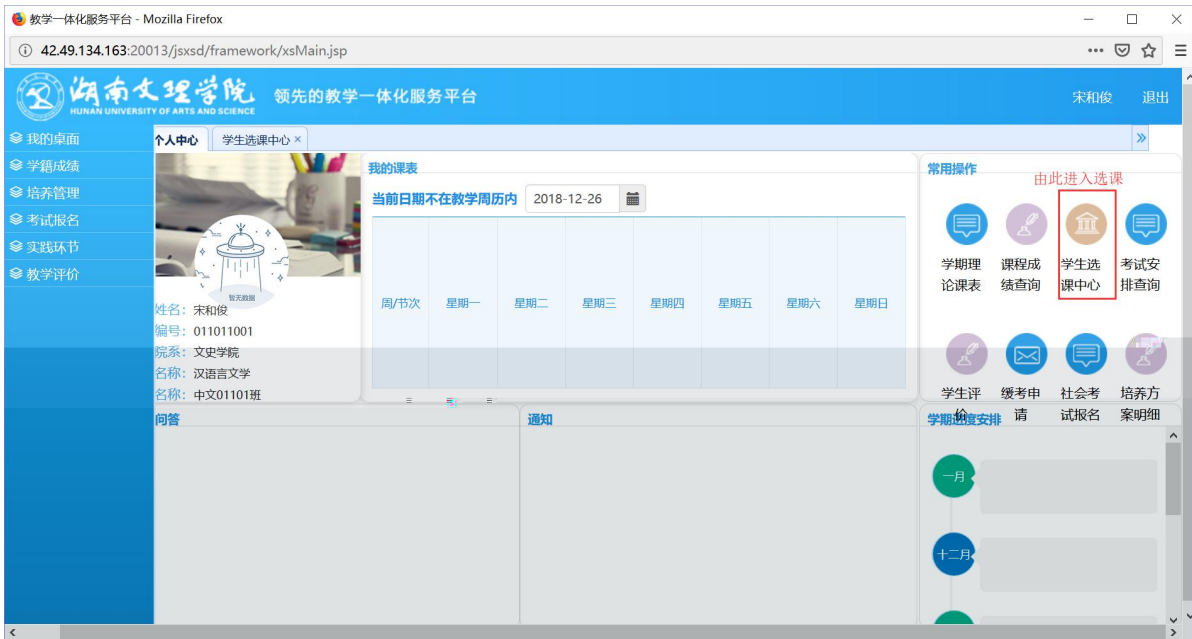 教学一体化服务平台 - Mozilla Firefox
42.49.134.163:20013/jsxsd/framework/xsMain.jsp
湖南文理学院
HUNAN UNIVERSITY OF ARTS AND SCIENCE
领先的教学一体化服务平台
宋和俊 退出
我的桌面
学籍成绩
培养管理
考试报名
实践环节
教学评价
个人中心 学生选课中心 ×
暂无数据
姓名: 宋和俊
编号: 011011001
院系: 文史学院
名称: 汉语言文学
名称: 中文01101班
我的课表
当前日期不在教学周历内 2018-12-26
周/节次 星期一 星期二 星期三 星期四 星期五 星期六 星期日
常用操作
由此进入选课
学期理论课表
课程成绩查询
学生选课中心
考试安排查询
学生评价
缓考申请
社会考试报名
培养方案明细
问答
通知
学期进度安排
一月
十二月